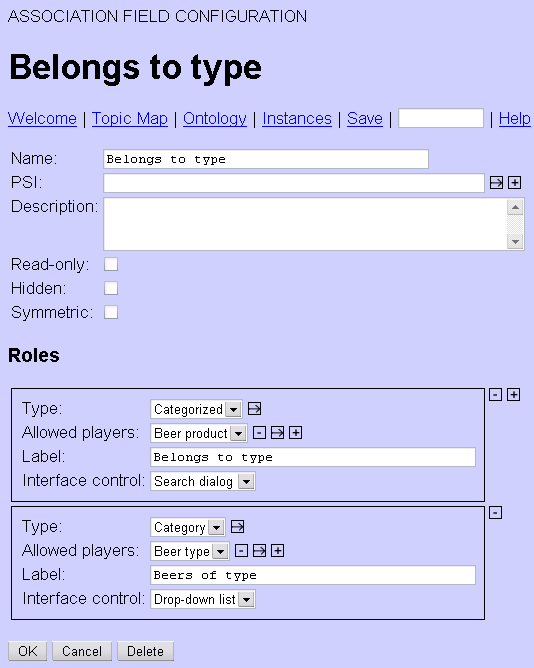 ASSOCIATION FIELD CONFIGURATION
Belongs to type
Welcome | Topic Map | Ontology | Instances | Save | | Help
Name: Belongs to type
PSI:
Description:
Read-only:
Hidden:
Symmetric:
Roles
- +
Type: Categorized
Allowed players: Beer product - +
Label: Belongs to type
Interface control: Search dialog
-
Type: Category
Allowed players: Beer type - +
Label: Beers of type
Interface control: Drop-down list
OK Cancel Delete